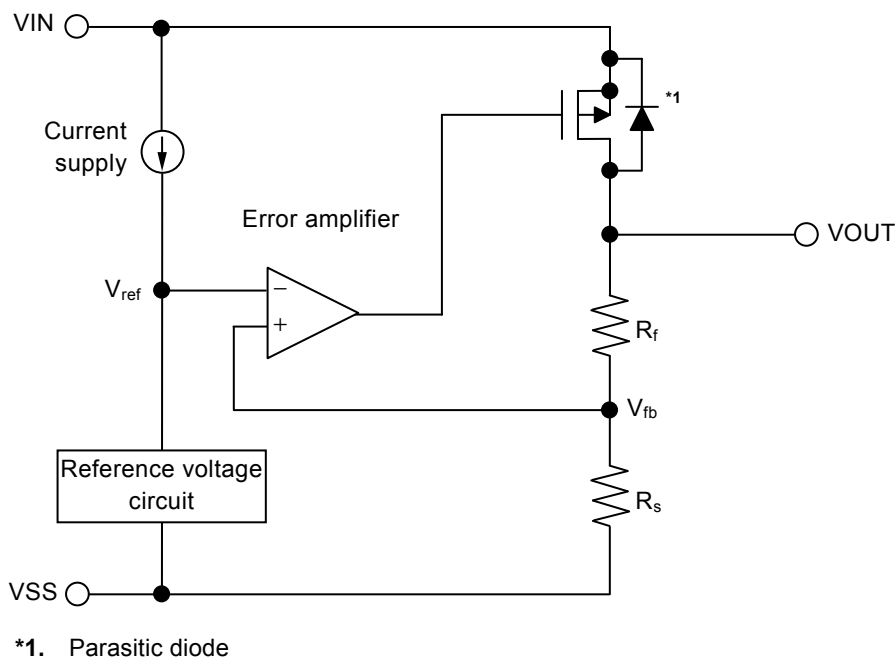 VIN
*1
Current
supply
Error amplifier
VOUT
Vref
−
+
Rf
Vfb
Reference voltage
circuit
Rs
VSS
*1. Parasitic diode